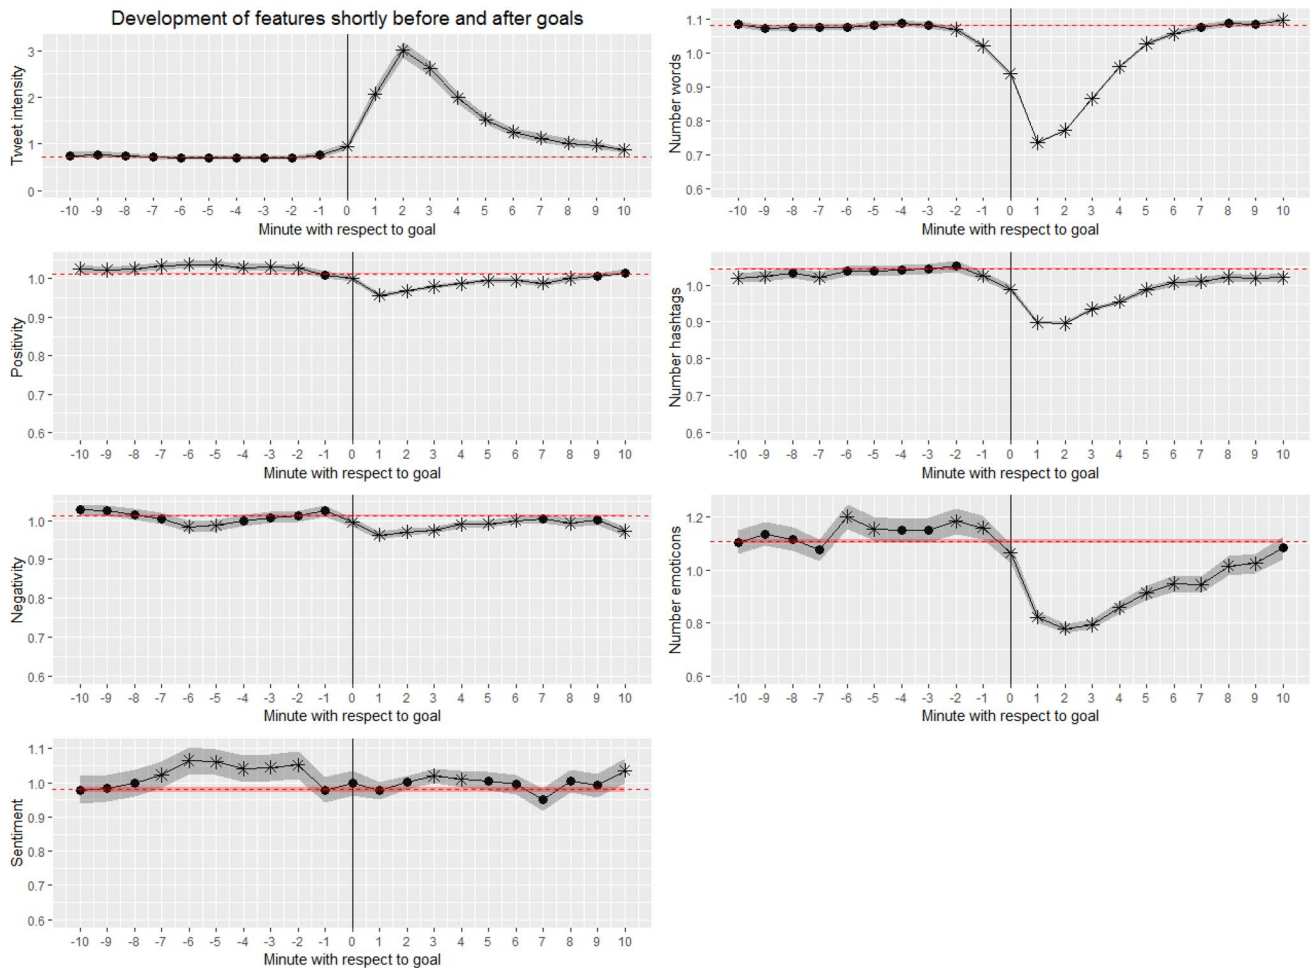 Development of features shortly before and after goals
Tweet intensity
3
2
1
0
-10 -9 -8 -7 -6 -5 -4 -3 -2 -1 0 1 2 3 4 5 6 7 8 9 10
Minute with respect to goal
Number words
1.1
1.0
0.9
0.8
0.7
0.6
-10 -9 -8 -7 -6 -5 -4 -3 -2 -1 0 1 2 3 4 5 6 7 8 9 10
Minute with respect to goal
Positivity
1.0
0.9
0.8
0.7
0.6
-10 -9 -8 -7 -6 -5 -4 -3 -2 -1 0 1 2 3 4 5 6 7 8 9 10
Minute with respect to goal
Number hashtags
1.0
0.9
0.8
0.7
0.6
-10 -9 -8 -7 -6 -5 -4 -3 -2 -1 0 1 2 3 4 5 6 7 8 9 10
Minute with respect to goal
Negativity
1.0
0.9
0.8
0.7
0.6
-10 -9 -8 -7 -6 -5 -4 -3 -2 -1 0 1 2 3 4 5 6 7 8 9 10
Minute with respect to goal
Number emoticons
1.2
1.0
0.8
0.6
-10 -9 -8 -7 -6 -5 -4 -3 -2 -1 0 1 2 3 4 5 6 7 8 9 10
Minute with respect to goal
Sentiment
1.1
1.0
0.9
0.8
0.7
0.6
-10 -9 -8 -7 -6 -5 -4 -3 -2 -1 0 1 2 3 4 5 6 7 8 9 10
Minute with respect to goal